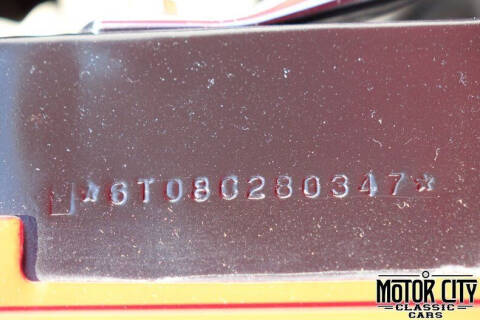 *6T08C280347*
MOTOR CITY
CLASSIC
CARS